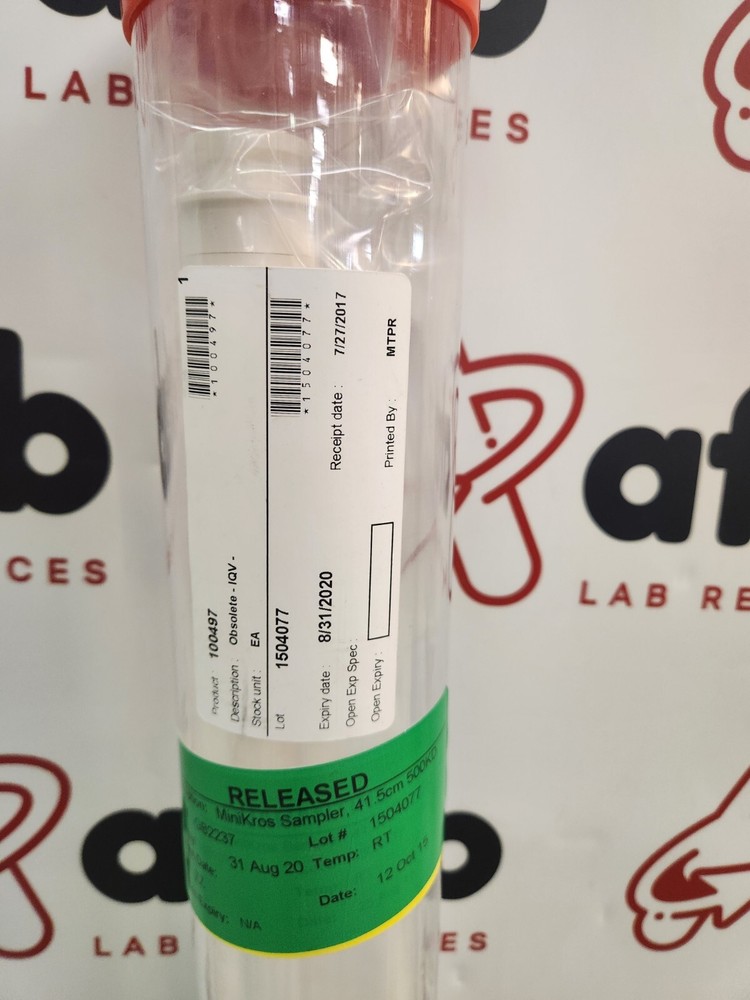 LAB
ES
1
*100497*
Product : 100497
Description : Obsolete - IQV -
Stock unit : EA
*1504077*
Lot 1504077
Expiry date : 8/31/2020 Receipt date : 7/27/2017
Open Exp Spec :
Open Expiry : Printed By : MTPR
RELEASED
MiniKros Sampler, 41.5cm 500KD
Lot # 1504077
31 Aug 20 Temp: RT
Date: 12 Oct
Expiry: N/A
b
CES
af
LAB RE
a b
LAB ES